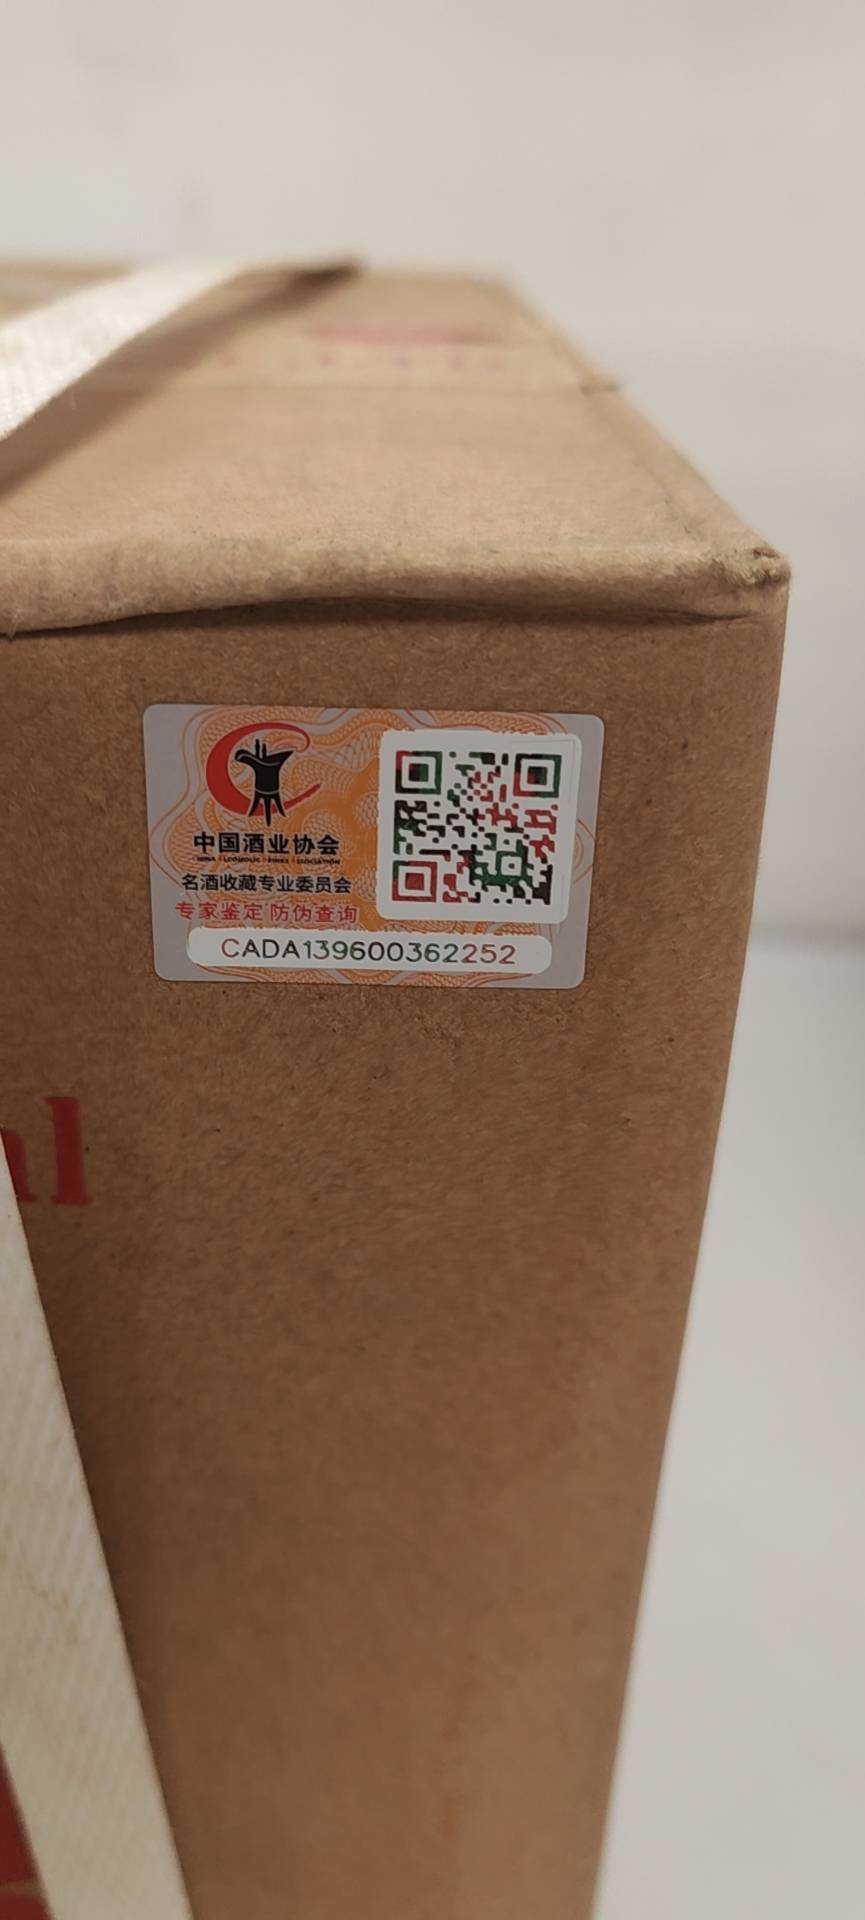 中国酒业协会
名酒收藏专业委员会
专家鉴定 防伪查询
CADA139600362252
al